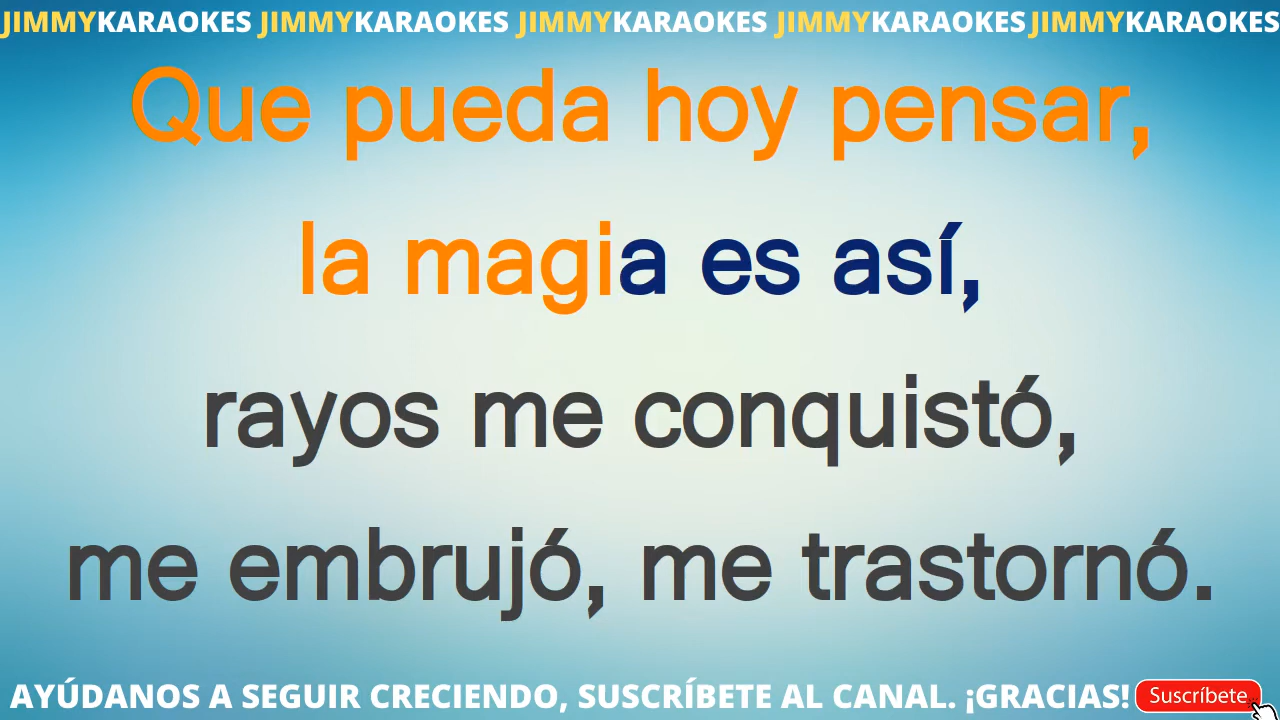 JIMMYKARAOKES JIMMYKARAOKES JIMMYKARAOKES JIMMYKARAOKES JIMMYKARAOKES
Que pueda hoy pensar,
la magia es así,
rayos me conquistó,
me embrujó, me trastornó.
AYÚDANOS A SEGUIR CRECIENDO, SUSCRÍBETE AL CANAL. ¡GRACIAS! Suscríbete